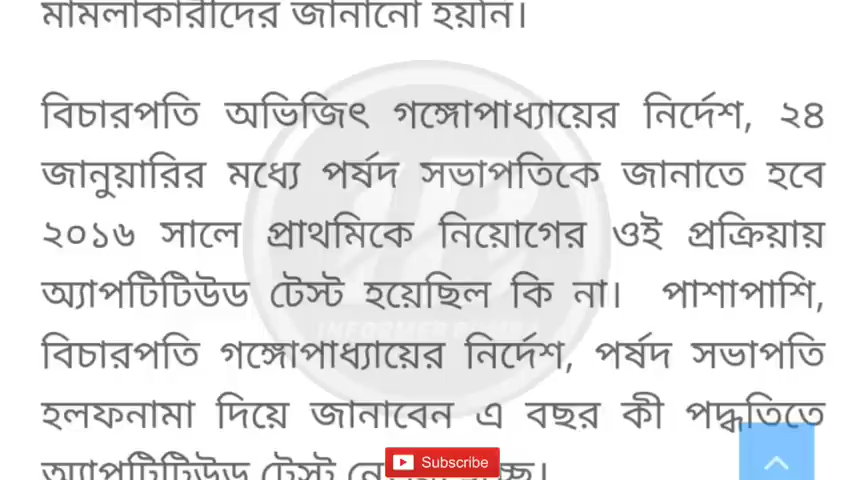 মামলাকারীদের জানানো হয়নি।
বিচারপতি অভিজিৎ গঙ্গোপাধ্যায়ের নির্দেশ, ২৪
জানুয়ারির মধ্যে পর্ষদ সভাপতিকে জানাতে হবে
২০১৬ সালে প্রাথমিকে নিয়োগের ওই প্রক্রিয়ায়
অ্যাপটিটিউড টেস্ট হয়েছিল কি না। পাশাপাশি,
বিচারপতি গঙ্গোপাধ্যায়ের নির্দেশ, পর্ষদ সভাপতি
হলফনামা দিয়ে জানাবেন এ বছর কী পদ্ধতিতে
অ্যাপটিটিউড টেস্ট
Subscribe